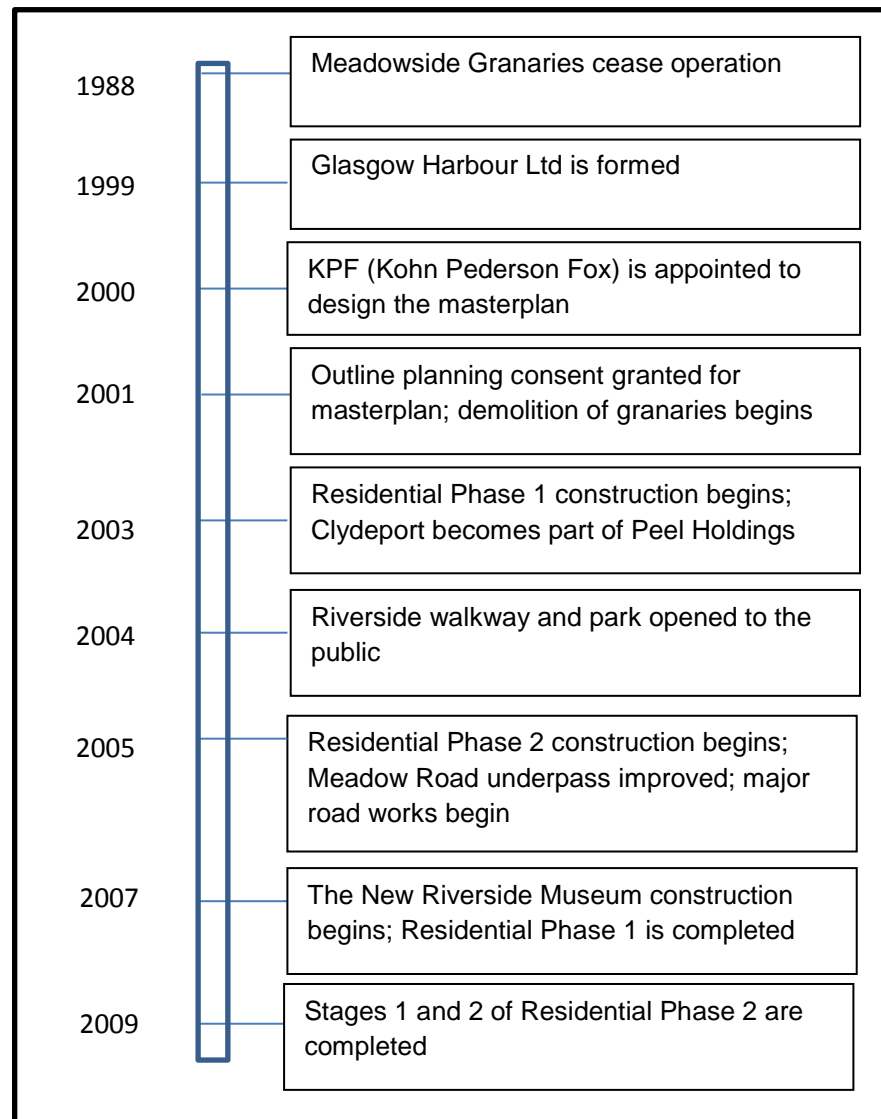 1988
Meadowside Granaries cease operation
1999
Glasgow Harbour Ltd is formed
2000
KPF (Kohn Pederson Fox) is appointed to
design the masterplan
2001
Outline planning consent granted for
masterplan; demolition of granaries begins
2003
Residential Phase 1 construction begins;
Clydeport becomes part of Peel Holdings
2004
Riverside walkway and park opened to the
public
2005
Residential Phase 2 construction begins;
Meadow Road underpass improved; major
road works begin
2007
The New Riverside Museum construction
begins; Residential Phase 1 is completed
2009
Stages 1 and 2 of Residential Phase 2 are
completed